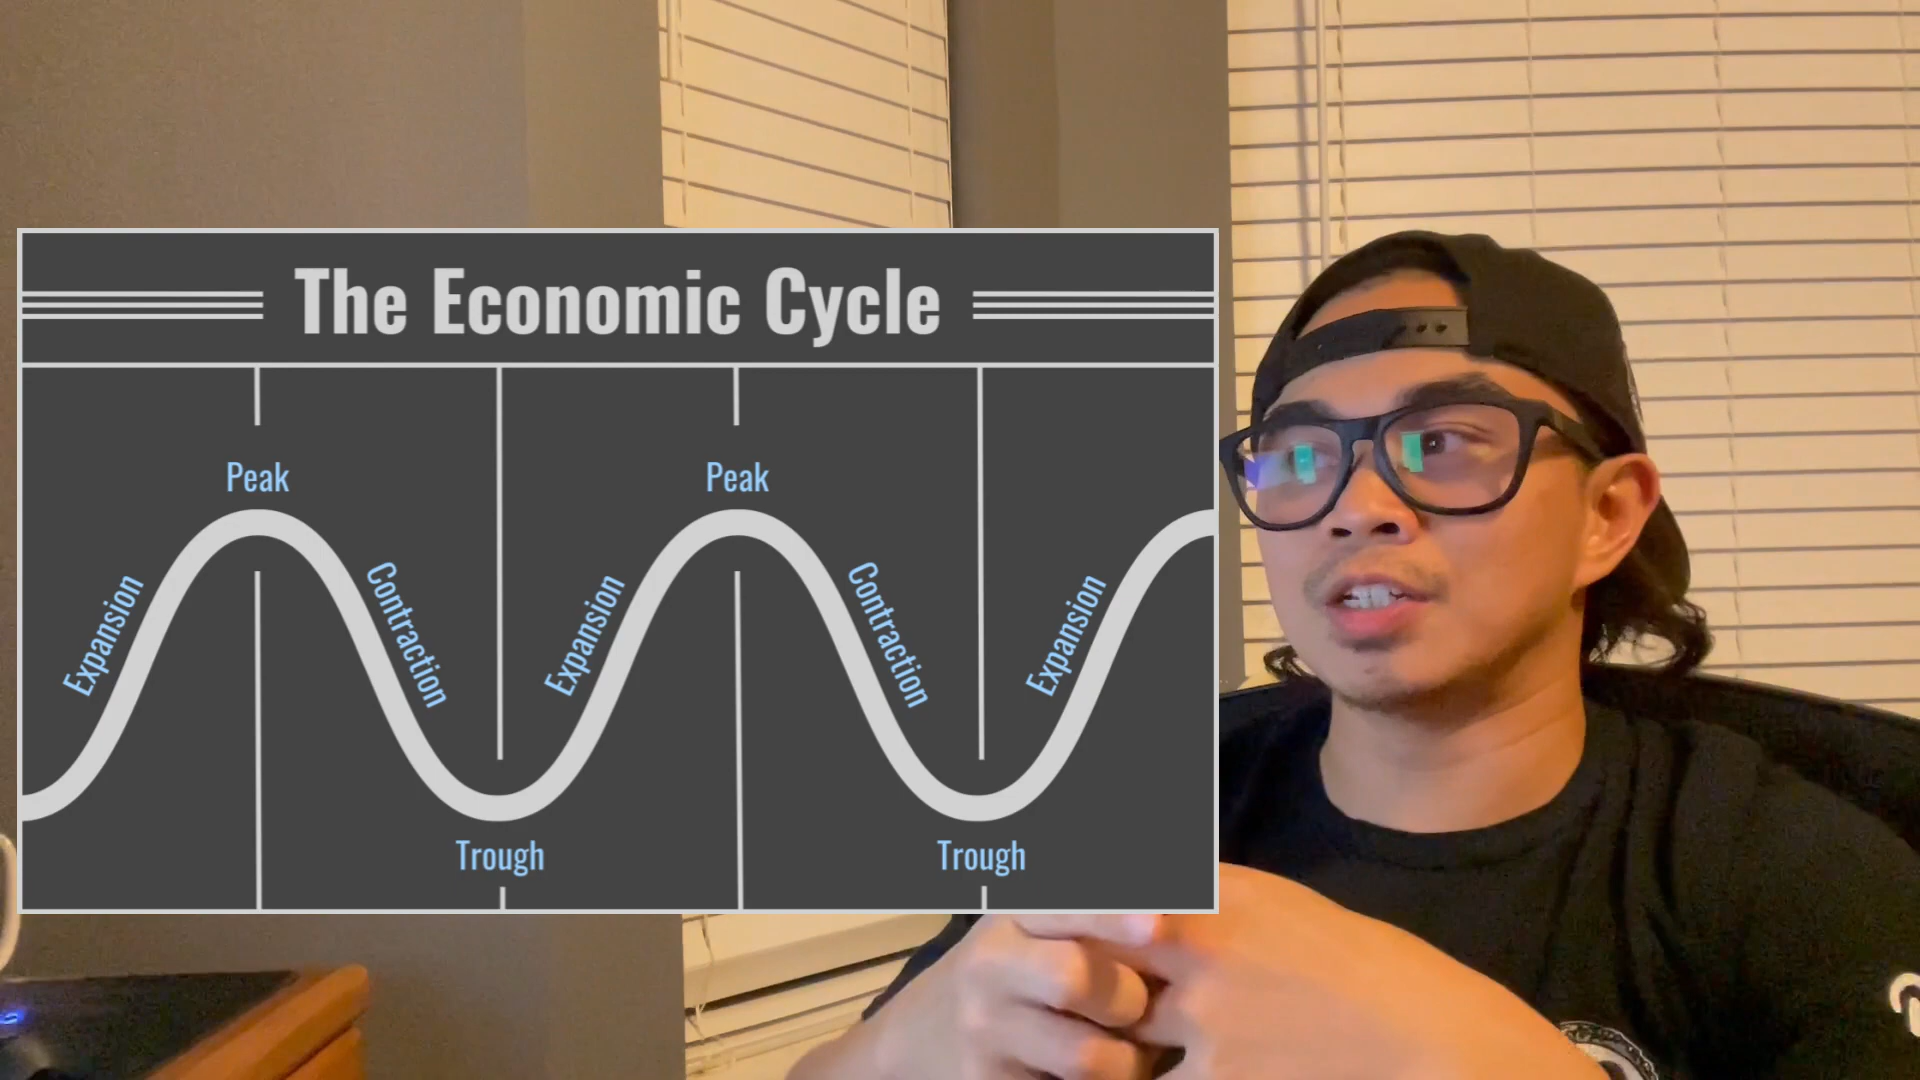 The Economic Cycle
Peak
Peak
Expansion
Contraction
Expansion
Contraction
Expansion
Trough
Trough